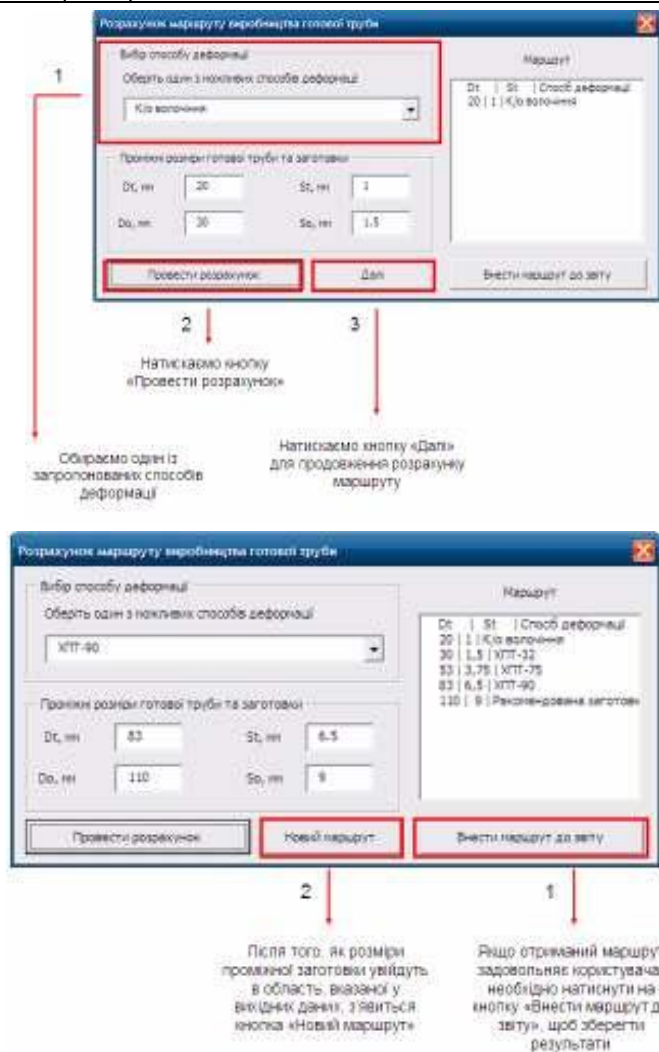 Розрахунок маршруту виробництва готової труби
Вибір способу деформації
Оберіть один з можливих способів деформації
К/о волочіння
Маршрут
Dt | St | Спосіб деформації
20 | 1 | К/о волочіння
Проміжні розміри готової труби та заготовки
Dt, мм 20 St, мм 1
Do, мм 30 So, мм 1.5
Провести розрахунок Далі Внести маршрут до звіту
1
2 3
Натискаємо кнопку
«Провести розрахунок»
Обираємо один із
запропонованих способів
деформації
Натискаємо кнопку «Далі»
для продовження розрахунку
маршруту
Розрахунок маршруту виробництва готової труби
Вибір способу деформації
Оберіть один з можливих способів деформації
ХПТ-90
Маршрут
Dt | St | Спосіб деформації
20 | 1 | К/о волочіння
30 | 1,5 | ХПТ-32
53 | 3,75 | ХПТ-75
83 | 6,5 | ХПТ-90
110 | 9 | Рекомендована заготовк
Проміжні розміри готової труби та заготовки
Dt, мм 83 St, мм 6.5
Do, мм 110 So, мм 9
Провести розрахунок Новий маршрут Внести маршрут до звіту
2 1
Після того, як розміри
проміжної заготовки увійдуть
в область, вказаної у
вихідних даних, з'явиться
кнопка «Новий маршрут»
Якщо отриманий маршрут
задовольняє користувача,
необхідно натиснути на
кнопку «Внести маршрут д
звіту», щоб зберегти
результати